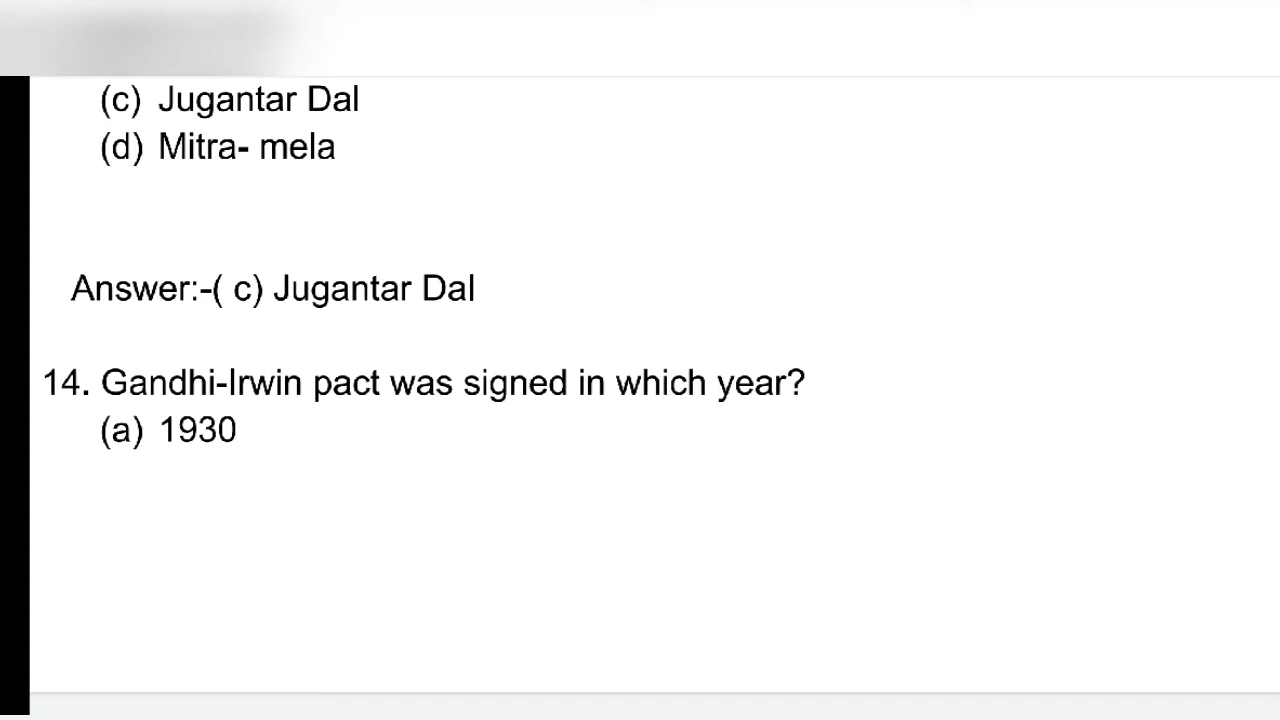 (c) Jugantar Dal
(d) Mitra- mela
Answer:-( c) Jugantar Dal
14. Gandhi-Irwin pact was signed in which year?
(a) 1930